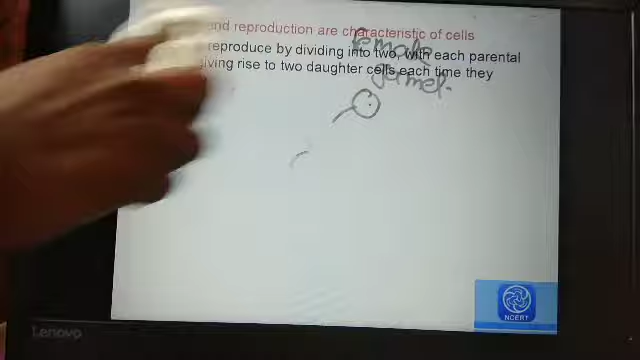 and reproduction are characteristic of cells
reproduce by dividing into two, with each parental
giving rise to two daughter cells each time they
female
NCERT
Lenovo